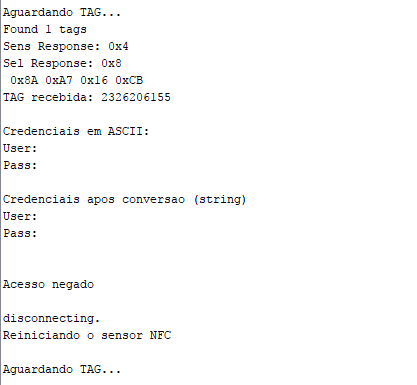 Aguardando TAG...
Found 1 tags
Sens Response: 0x4
Sel Response: 0x8
0x8A 0xA7 0x16 0xCB
TAG recebida: 2326206155
Credenciais em ASCII:
User:
Pass:
Credenciais apos conversao (string)
User:
Pass:
Acesso negado
disconnecting.
Reiniciando o sensor NFC
Aguardando TAG...